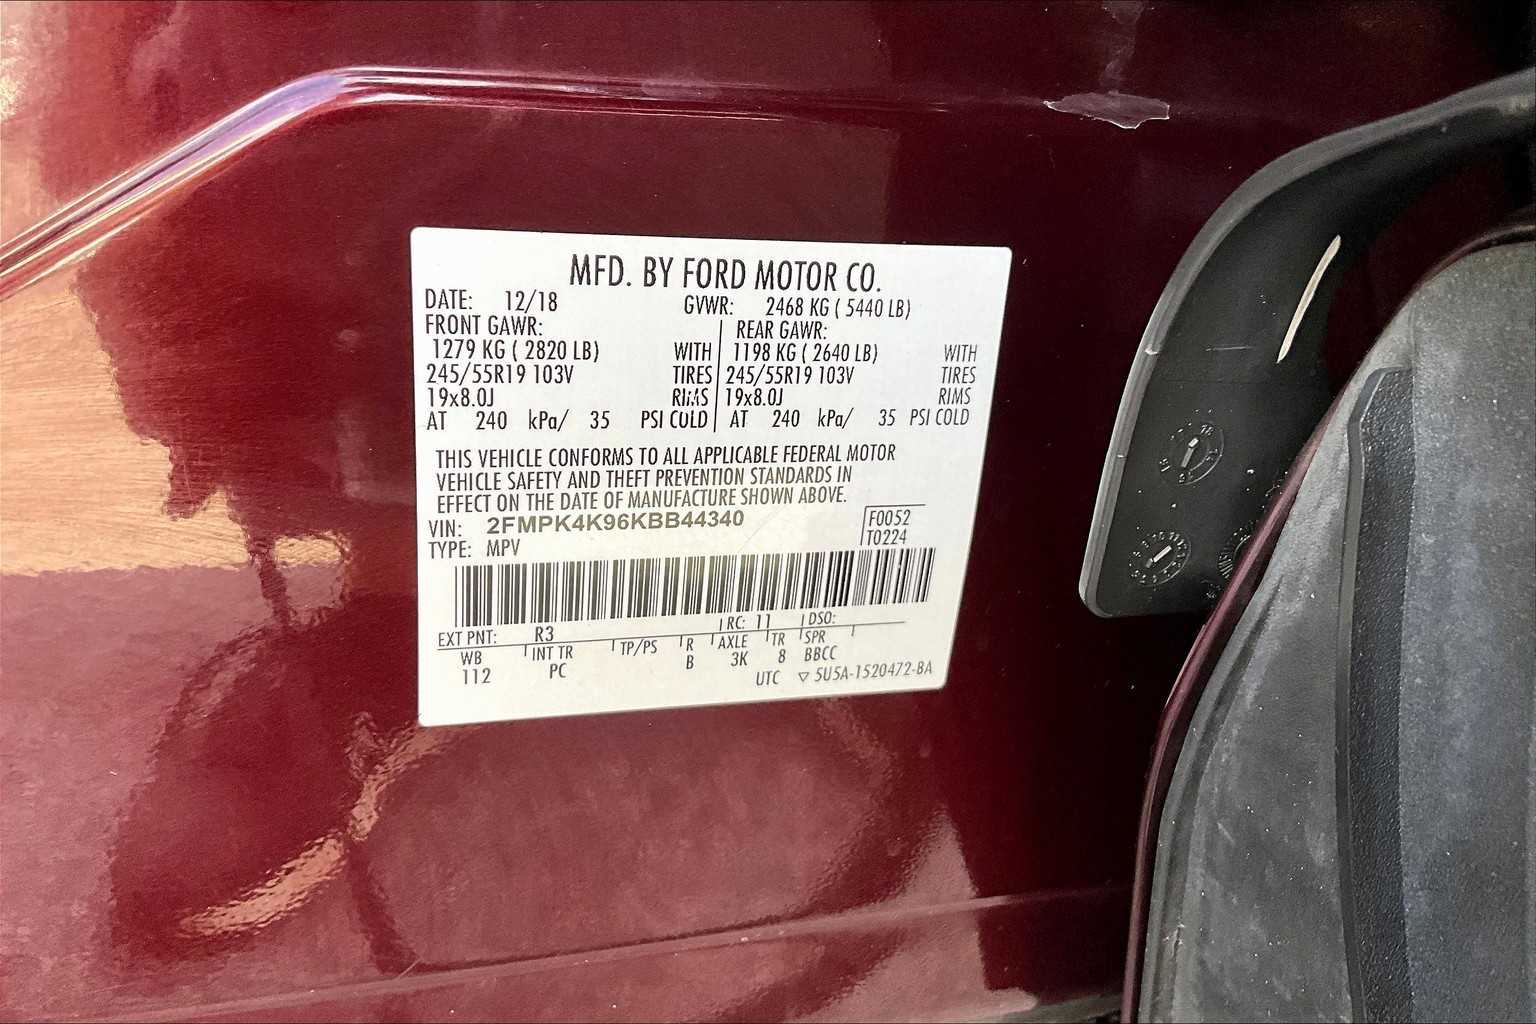 MFD. BY FORD MOTOR CO.
DATE: 12/18 GVWR: 2468 KG ( 5440 LB)
FRONT GAWR: REAR GAWR:
1279 KG ( 2820 LB) WITH 1198 KG ( 2640 LB) WITH
245/55R19 103V TIRES 245/55R19 103V TIRES
19x8.0J RIMS 19x8.0J RIMS
AT 240 kPa/ 35 PSI COLD AT 240 kPa/ 35 PSI COLD
THIS VEHICLE CONFORMS TO ALL APPLICABLE FEDERAL MOTOR
VEHICLE SAFETY AND THEFT PREVENTION STANDARDS IN
EFFECT ON THE DATE OF MANUFACTURE SHOWN ABOVE.
VIN: 2FMPK4K96KBB44340 F0052
TYPE: MPV T0224
EXT PNT: R3 RC: 11 DSO:
WB INT TR TP/PS R AXLE TR SPR
112 PC B 3K 8 BBCC
UTC ▽ 5U5A-1520472-BA